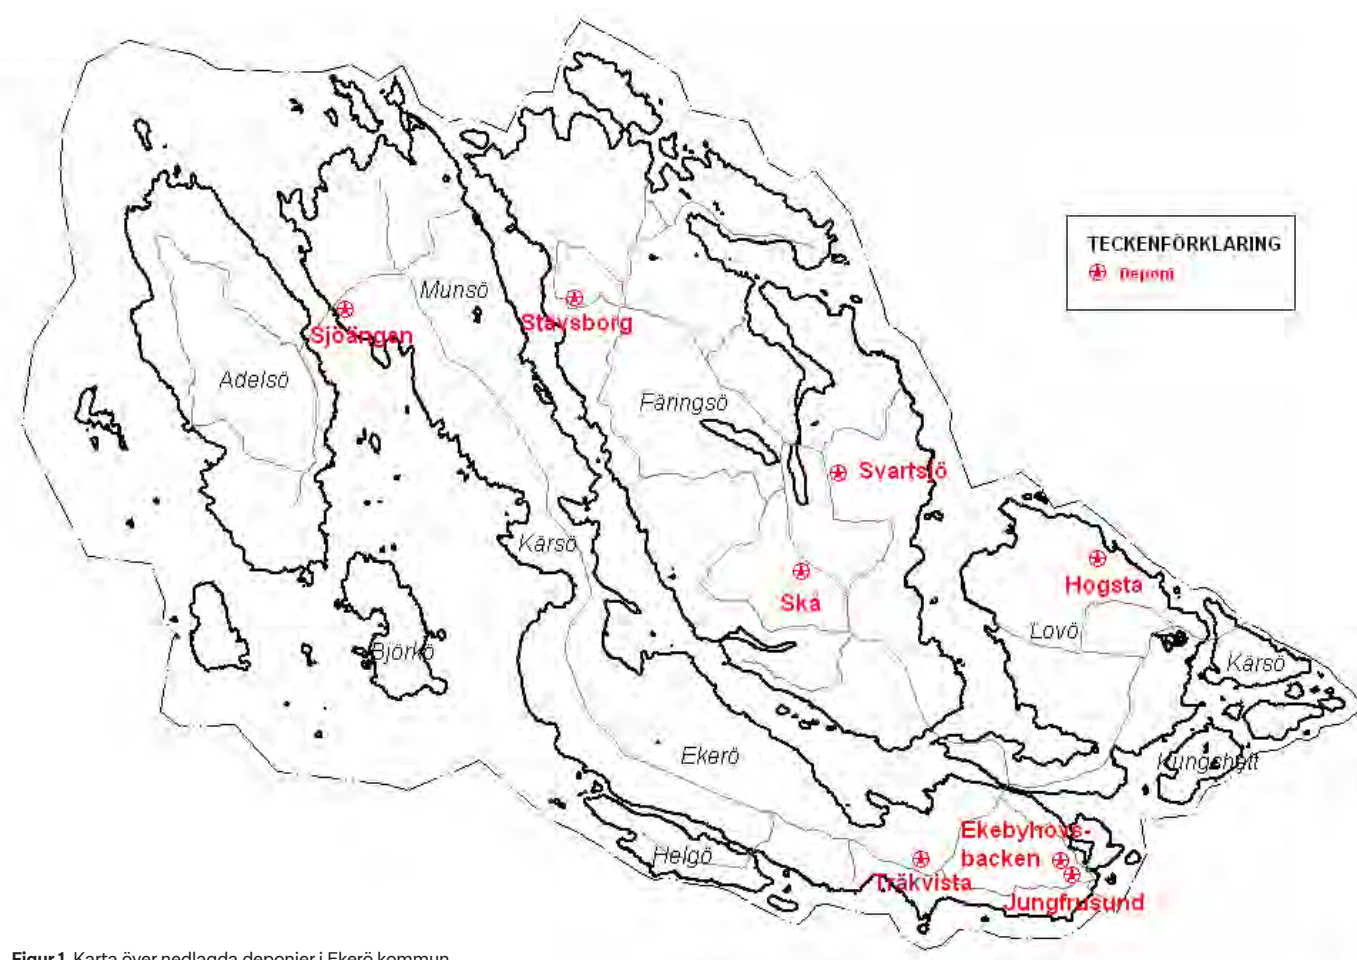 TECKENFÖRKLARING
Deponi
Munsö
Stavsborg
Sjöängen
Adelsö
Färingsö
Svartsjö
Kärsö
Hogsta
Skå
Lovö
Björkö
Kärsö
Ekerö
Kungshatt
Ekebyhovs-
backen
Helgö
Träkvista
Jungfrusund
Figur 1. Karta över nedlagda deponier i Ekerö kommun